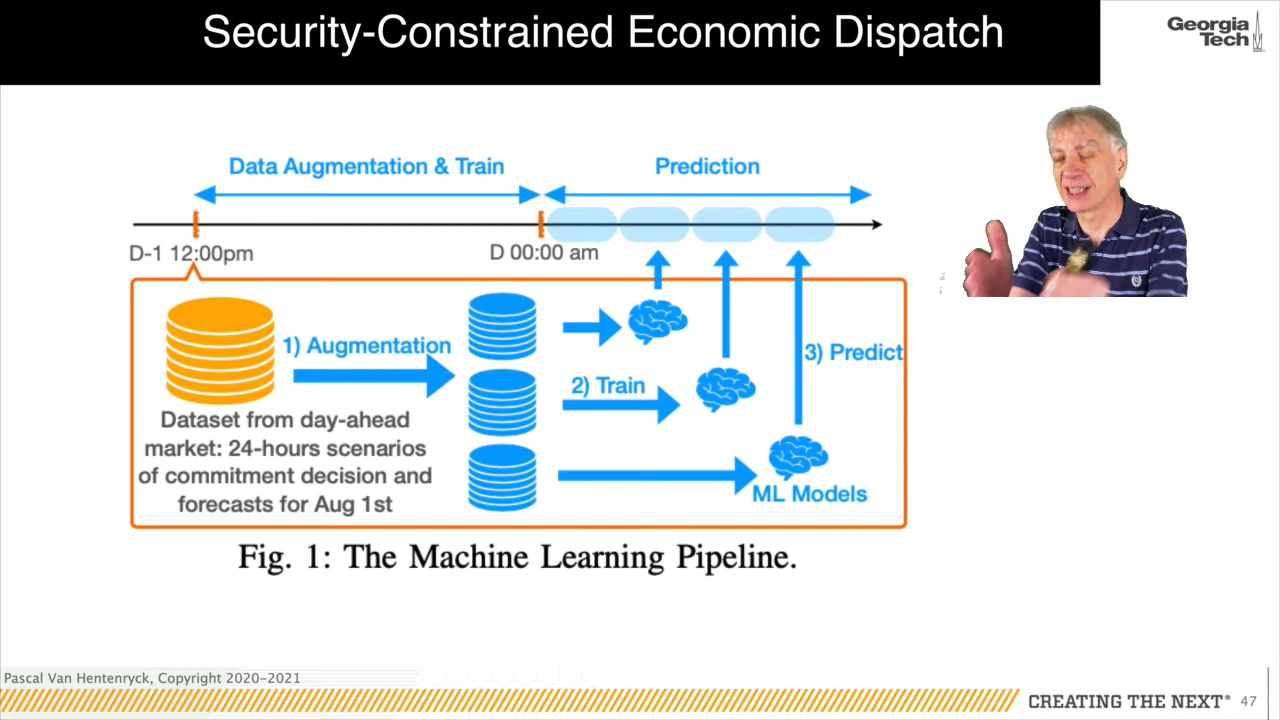 Security-Constrained Economic Dispatch
Georgia
Tech
Data Augmentation & Train
Prediction
D-1 12:00pm
D 00:00 am
1) Augmentation
2) Train
3) Predict
Dataset from day-ahead
market: 24-hours scenarios
of commitment decision and
forecasts for Aug 1st
ML Models
Fig. 1: The Machine Learning Pipeline.
Pascal Van Hentenryck, Copyright 2020-2021
CREATING THE NEXT®
47